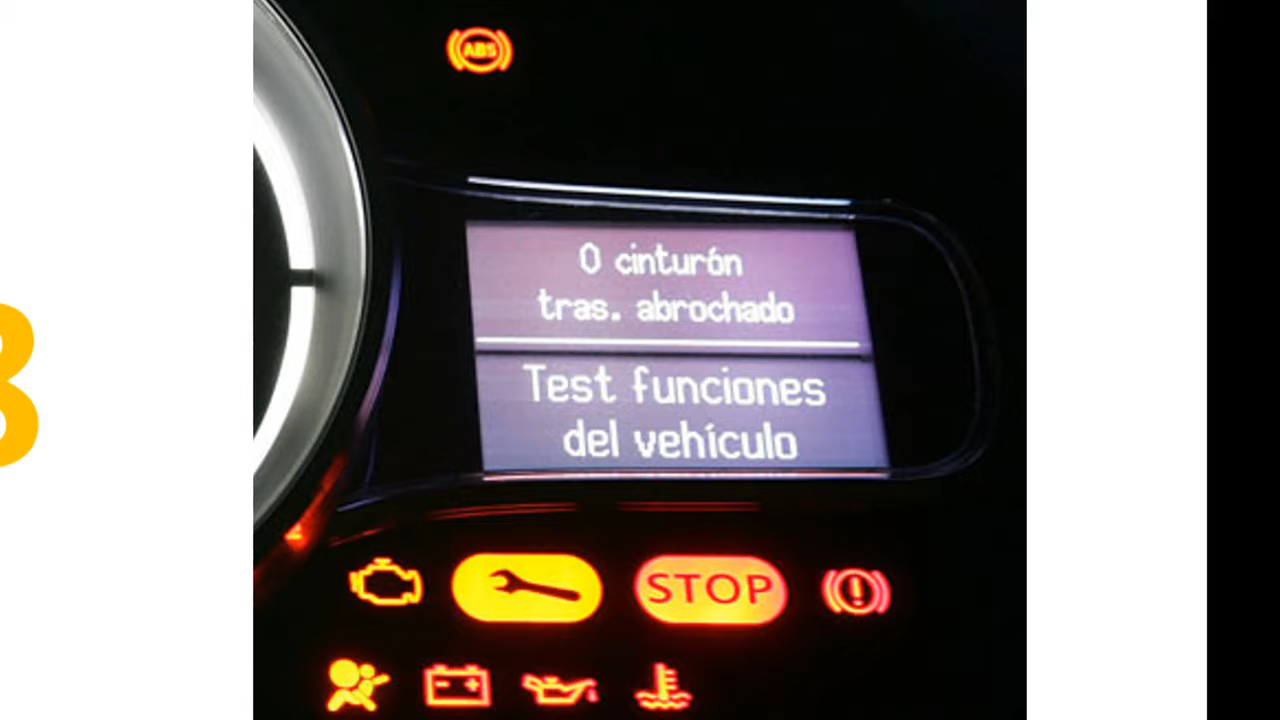 ABS
0 cinturón
tras. abrochado
Test funciones
del vehículo
STOP